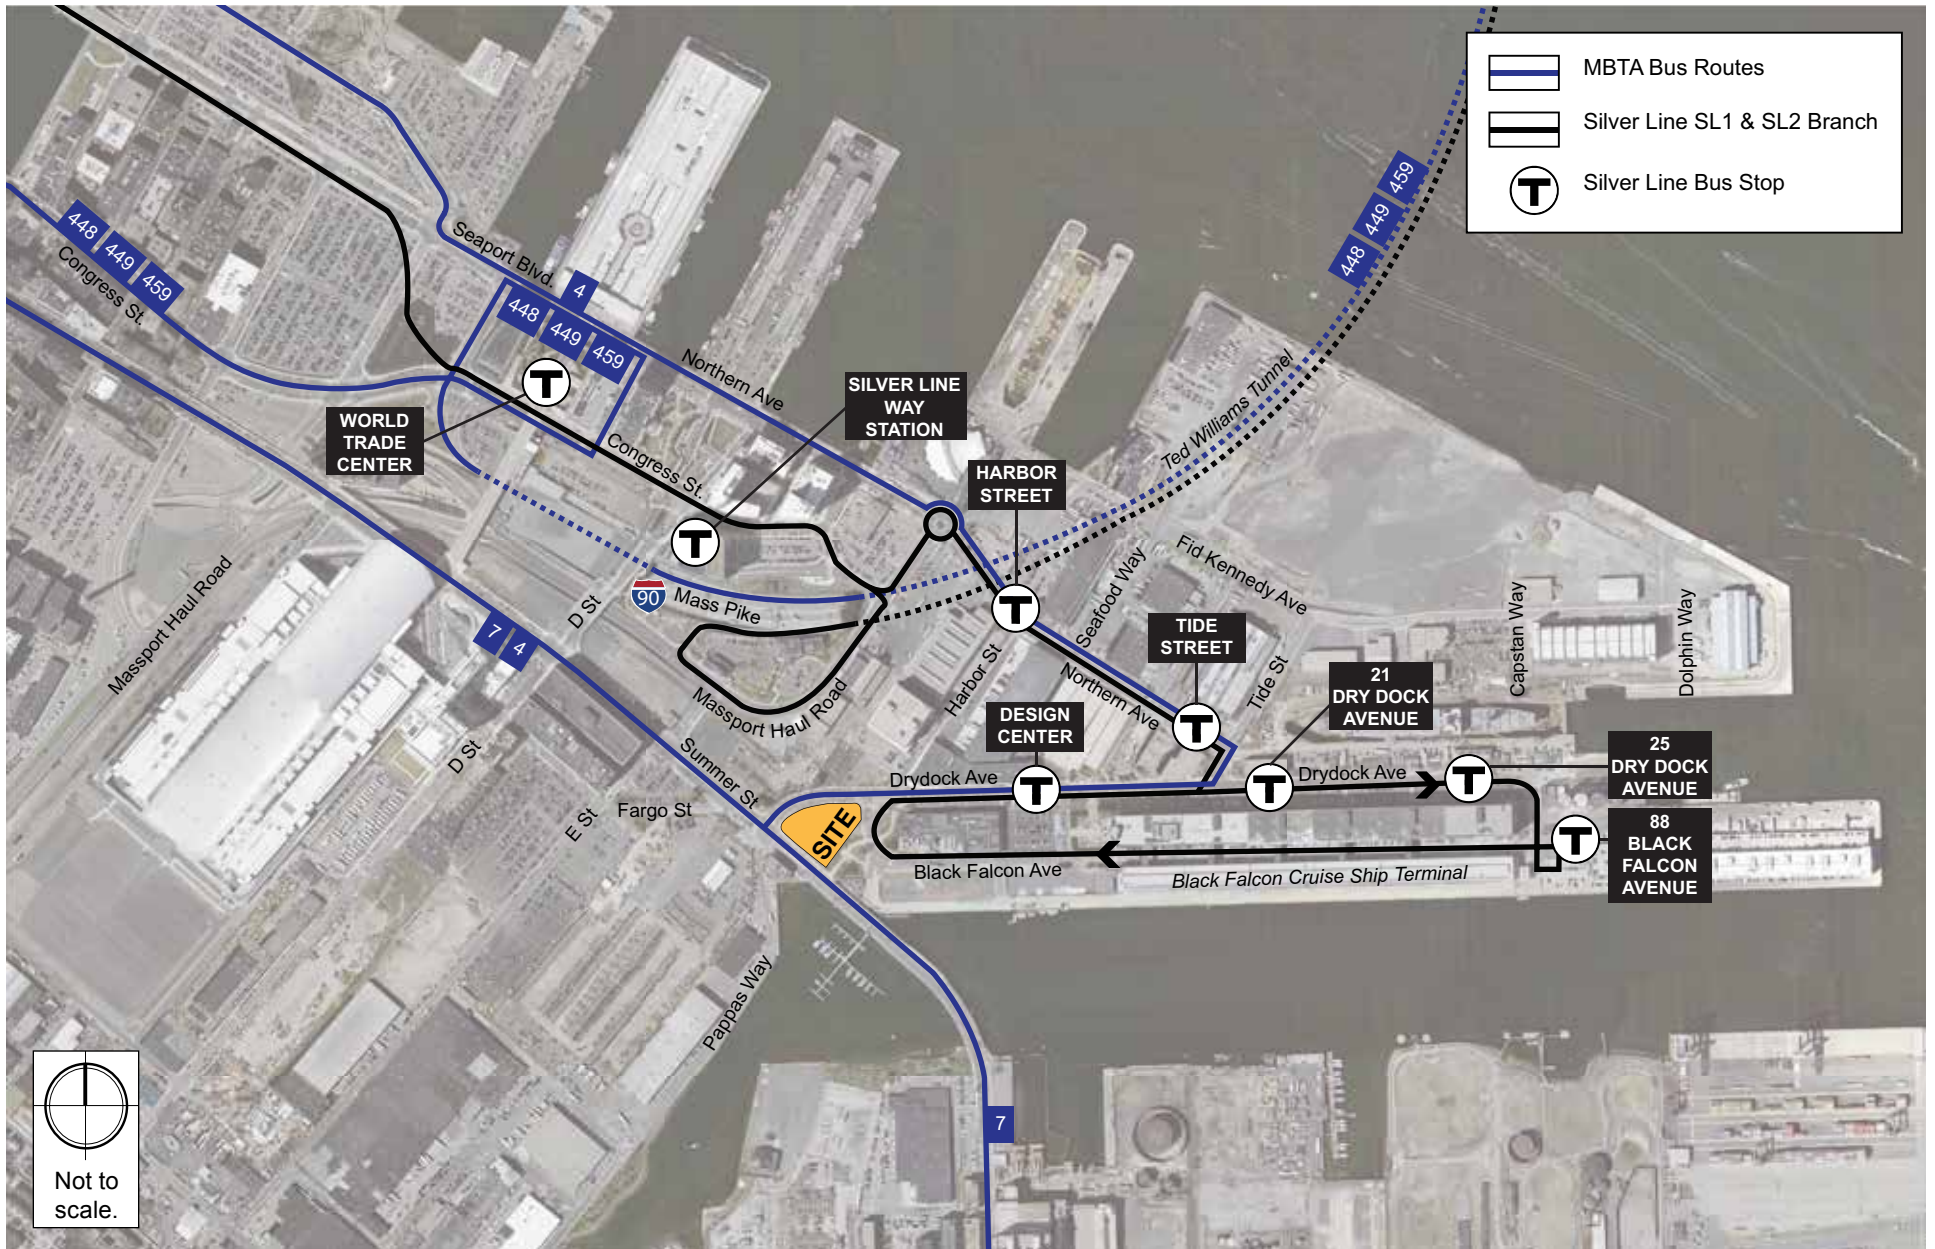 MBTA Bus Routes
Silver Line SL1 & SL2 Branch
Silver Line Bus Stop
448
449
459
Congress St.
Seaport Blvd.
4
448
449
459
Northern Ave
448
449
459
Ted Williams Tunnel
WORLD
TRADE
CENTER
SILVER LINE
WAY
STATION
Congress St.
HARBOR
STREET
Massport Haul Road
D St
90
Mass Pike
Seafood Way
Fid Kennedy Ave
Capstan Way
Dolphin Way
TIDE
STREET
7
4
Harbor St
Northern Ave
Tide St
Massport Haul Road
21
DRY DOCK
AVENUE
DESIGN
CENTER
D St
Summer St
Drydock Ave
Drydock Ave
25
DRY DOCK
AVENUE
E St
Fargo St
SITE
88
BLACK
FALCON
AVENUE
Black Falcon Ave
Black Falcon Cruise Ship Terminal
Pappas Way
7
Not to
scale.